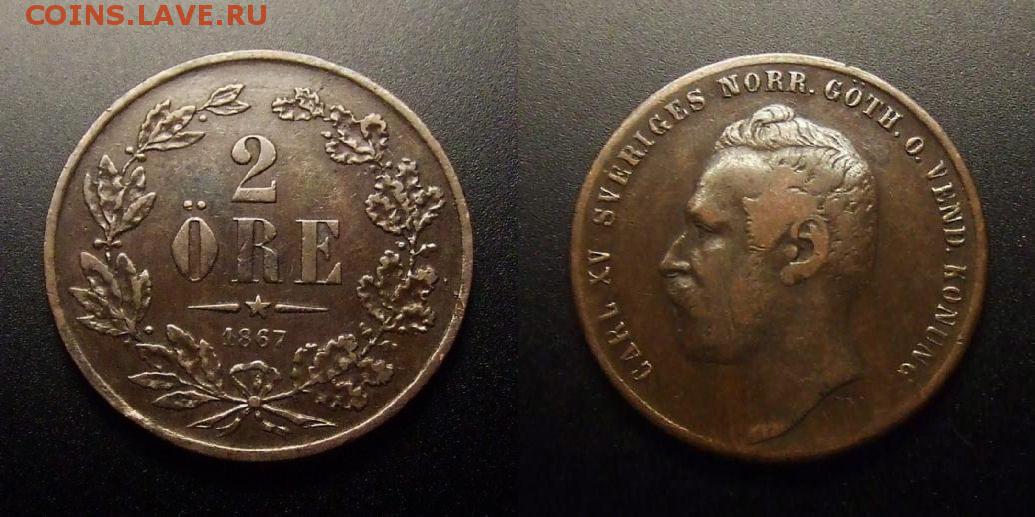 COINS.LAVE.RU
2
ÖRE
1867
CARL XV SVERIGES NORR. GÖTH. O. VEND. KONUNG